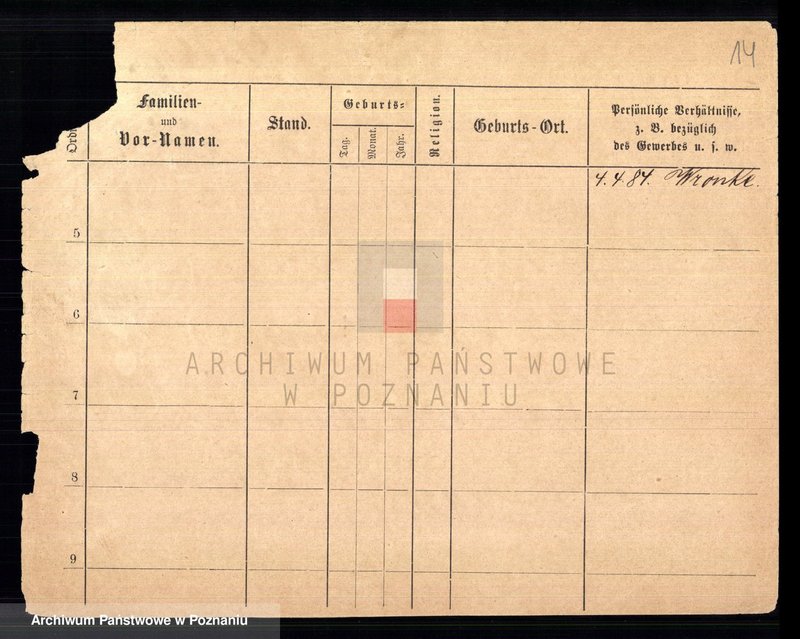 14
Ordn
Familien-
und
Vor-Namen.
Stand.
Geburts-
Tag.
Monat.
Jahr.
Religion.
Geburts-Ort.
Persönliche Verhältnisse,
z. B. bezüglich
des Gewerbes u. s. w.
4.4.84. Wronke.
5
6
7
8
9
ARCHIWUM PAŃSTWOWE
W POZNANIU
Archiwum Panstwowe w Poznaniu